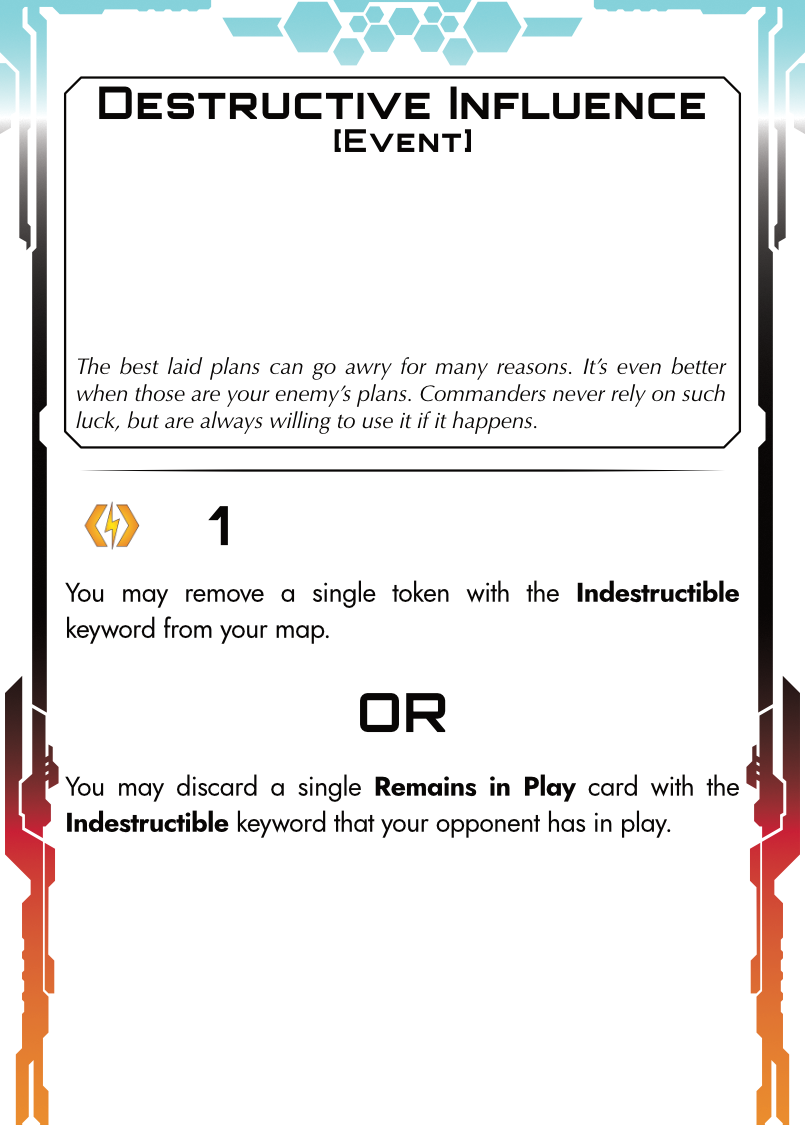 Destructive Influence
[Event]
The best laid plans can go awry for many reasons. It’s even better
when those are your enemy’s plans. Commanders never rely on such
luck, but are always willing to use it if it happens.
1
You may remove a single token with the Indestructible
keyword from your map.
OR
You may discard a single Remains in Play card with the
Indestructible keyword that your opponent has in play.